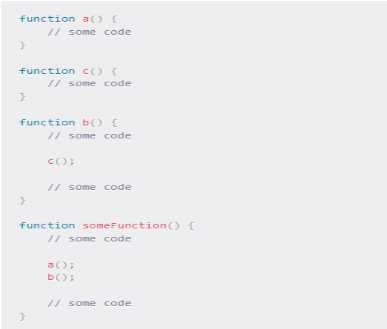 function a() {
    // some code
}
function c() {
    // some code
}
function b() {
    // some code
    c();
    // some code
}
function someFunction() {
    // some code
    a();
    b();
    // some code
}